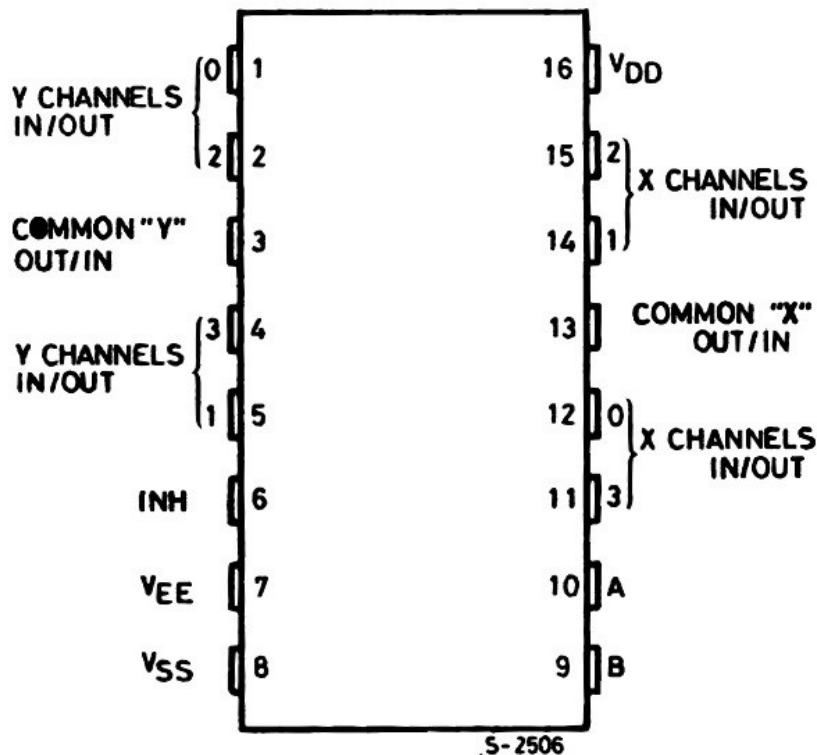 0 1
Y CHANNELS
IN/OUT
2 2
COMMON "Y"
OUT/IN
3
3 4
Y CHANNELS
IN/OUT
1 5
INH 6
VEE 7
VSS 8
16 VDD
15 2
X CHANNELS
IN/OUT
14 1
13 COMMON "X"
OUT/IN
12 0
X CHANNELS
IN/OUT
11 3
10 A
9 B
S-2506